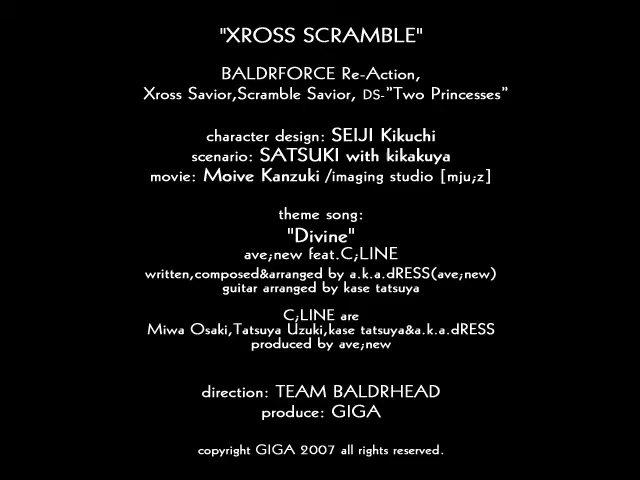 "XROSS SCRAMBLE"
BALDRFORCE Re-Action,
Xross Savior,Scramble Savior, DS-"Two Princesses"
character design: SEIJI Kikuchi
scenario: SATSUKI with kikakuya
movie: Moive Kanzuki /imaging studio [mju;z]
theme song:
"Divine"
ave;new feat.C;LINE
written,composed&arranged by a.k.a.dRESS(ave;new)
guitar arranged by kase tatsuya
C;LINE are
Miwa Osaki,Tatsuya Uzuki,kase tatsuya&a.k.a.dRESS
produced by ave;new
direction: TEAM BALDRHEAD
produce: GIGA
copyright GIGA 2007 all rights reserved.